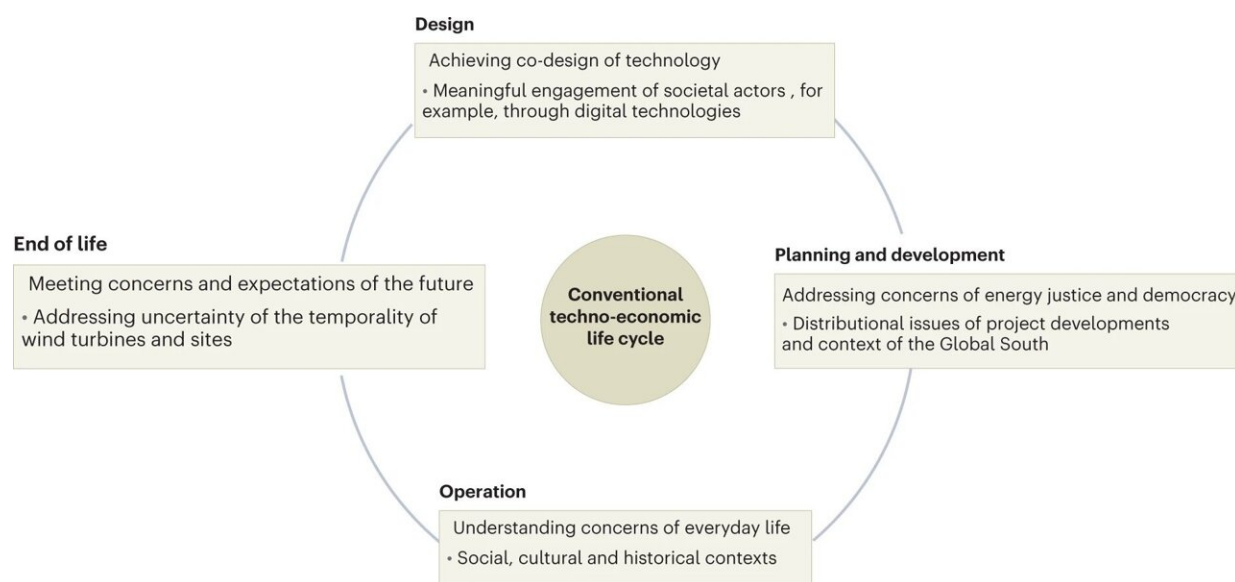 Design
Achieving co-design of technology
• Meaningful engagement of societal actors , for
example, through digital technologies
End of life
Meeting concerns and expectations of the future
• Addressing uncertainty of the temporality of
wind turbines and sites
Conventional
techno-economic
life cycle
Planning and development
Addressing concerns of energy justice and democracy
• Distributional issues of project developments
and context of the Global South
Operation
Understanding concerns of everyday life
• Social, cultural and historical contexts